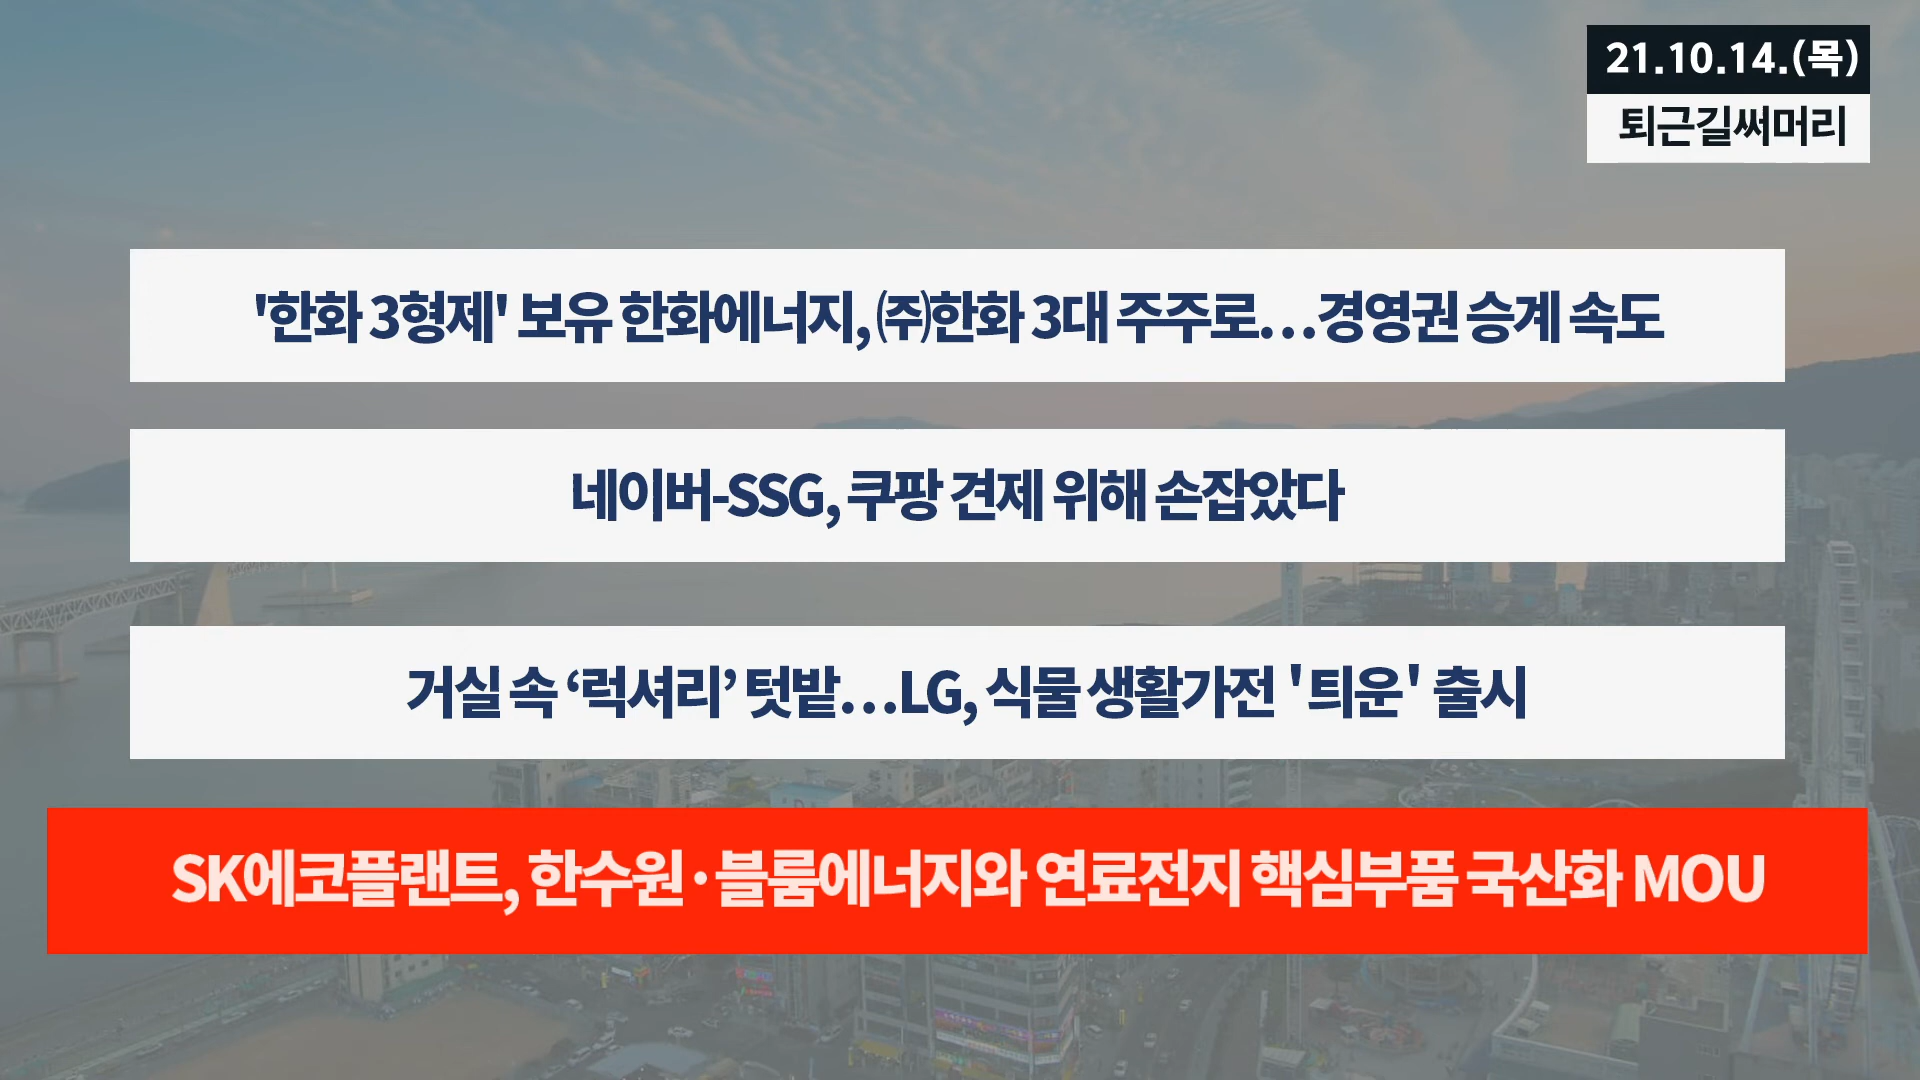 21.10.14.(목)
퇴근길써머리
'한화 3형제' 보유 한화에너지, ㈜한화 3대 주주로…경영권 승계 속도
네이버-SSG, 쿠팡 견제 위해 손잡았다
거실 속 ‘럭셔리’ 텃밭…LG, 식물 생활가전 '틔운' 출시
SK에코플랜트, 한수원·블룸에너지와 연료전지 핵심부품 국산화 MOU